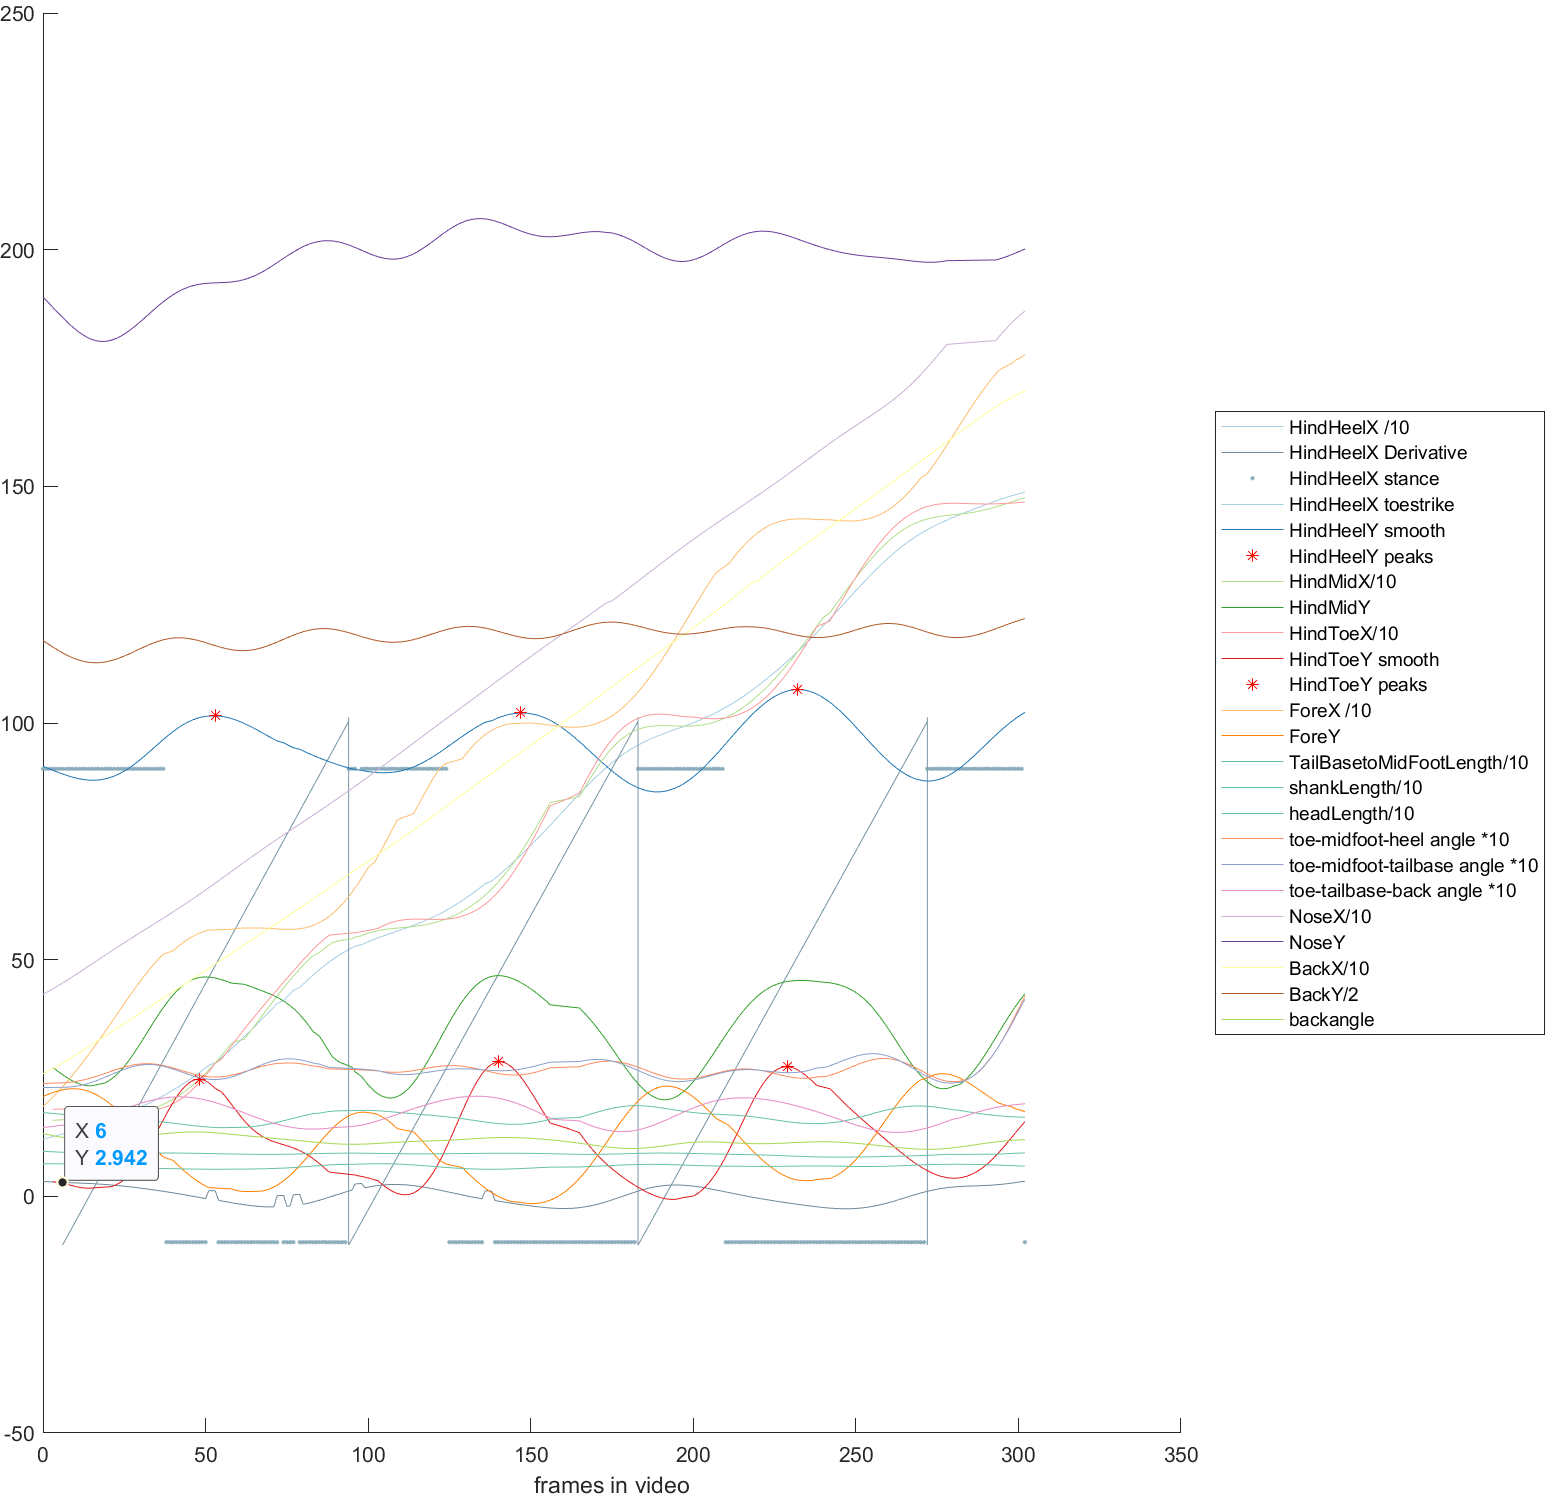 250
200
150
100
50
0
-50
X 6
Y 2.942
0 50 100 150 200 250 300 350
frames in video
HindHeelX /10
HindHeelX Derivative
HindHeelX stance
HindHeelX toestrike
HindHeelY smooth
HindHeelY peaks
HindMidX/10
HindMidY
HindToeX/10
HindToeY smooth
HindToeY peaks
ForeX /10
ForeY
TailBasetoMidFootLength/10
shankLength/10
headLength/10
toe-midfoot-heel angle *10
toe-midfoot-tailbase angle *10
toe-tailbase-back angle *10
NoseX/10
NoseY
BackX/10
BackY/2
backangle